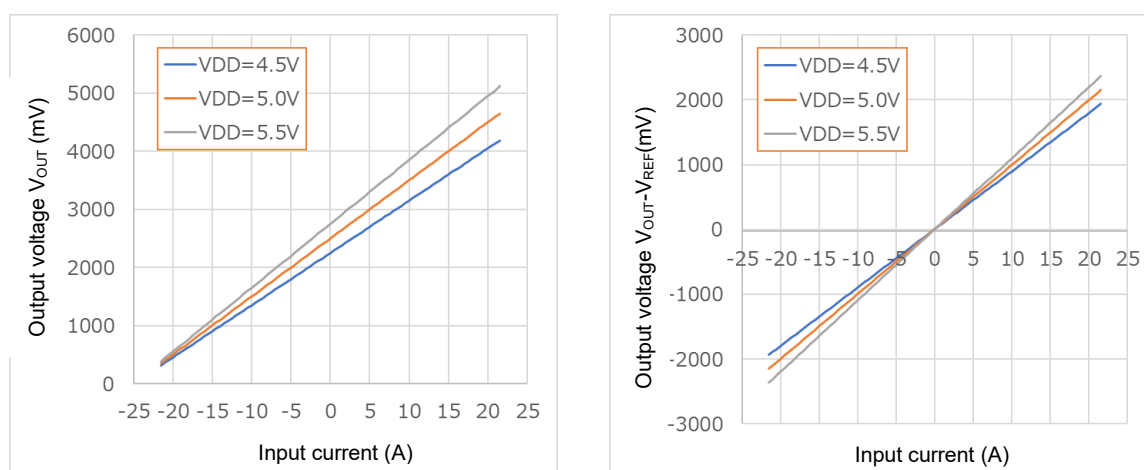 6000
5000
4000
3000
2000
1000
0
VDD=4.5V
VDD=5.0V
VDD=5.5V
Output voltage VOUT (mV)
-25 -20 -15 -10 -5 0 5 10 15 20 25
Input current (A)
3000
2000
1000
0
-1000
-2000
-3000
VDD=4.5V
VDD=5.0V
VDD=5.5V
Output voltage VOUT-VREF(mV)
-25 -20 -15 -10 -5 0 5 10 15 20 25
Input current (A)